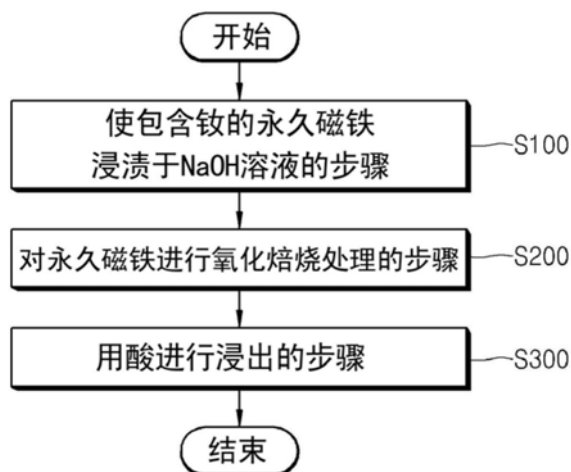 开始
使包含钕的永久磁铁
浸渍于NaOH溶液的步骤
S100
对永久磁铁进行氧化焙烧处理的步骤
S200
用酸进行浸出的步骤
S300
结束